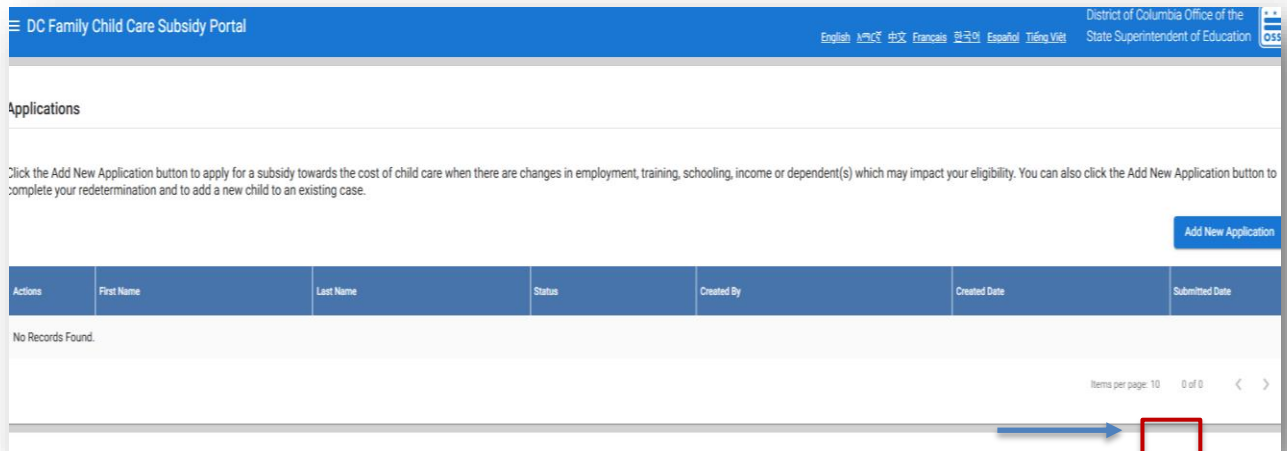 DC Family Child Care Subsidy Portal
English አማርኛ 中文 Français 한국어 Español Tiếng Việt
District of Columbia Office of the
State Superintendent of Education
OSS
Applications
Click the Add New Application button to apply for a subsidy towards the cost of child care when there are changes in employment, training, schooling, income or dependent(s) which may impact your eligibility. You can also click the Add New Application button to
complete your redetermination and to add a new child to an existing case.
Add New Application
Actions First Name Last Name Status Created By Created Date Submitted Date
No Records Found.
Items per page: 10 0 of 0